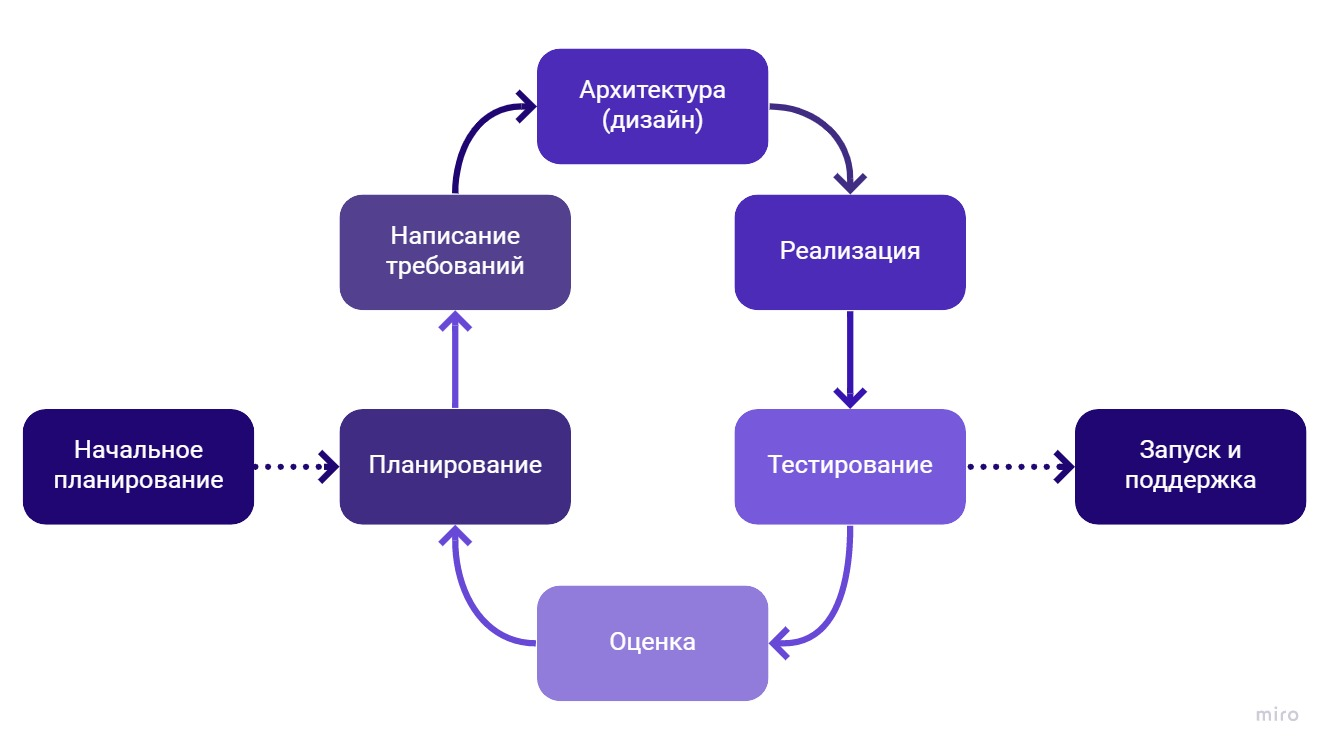 Архитектура
(дизайн)
Написание
требований
Реализация
Начальное
планирование
Планирование
Тестирование
Запуск и
поддержка
Оценка
miro